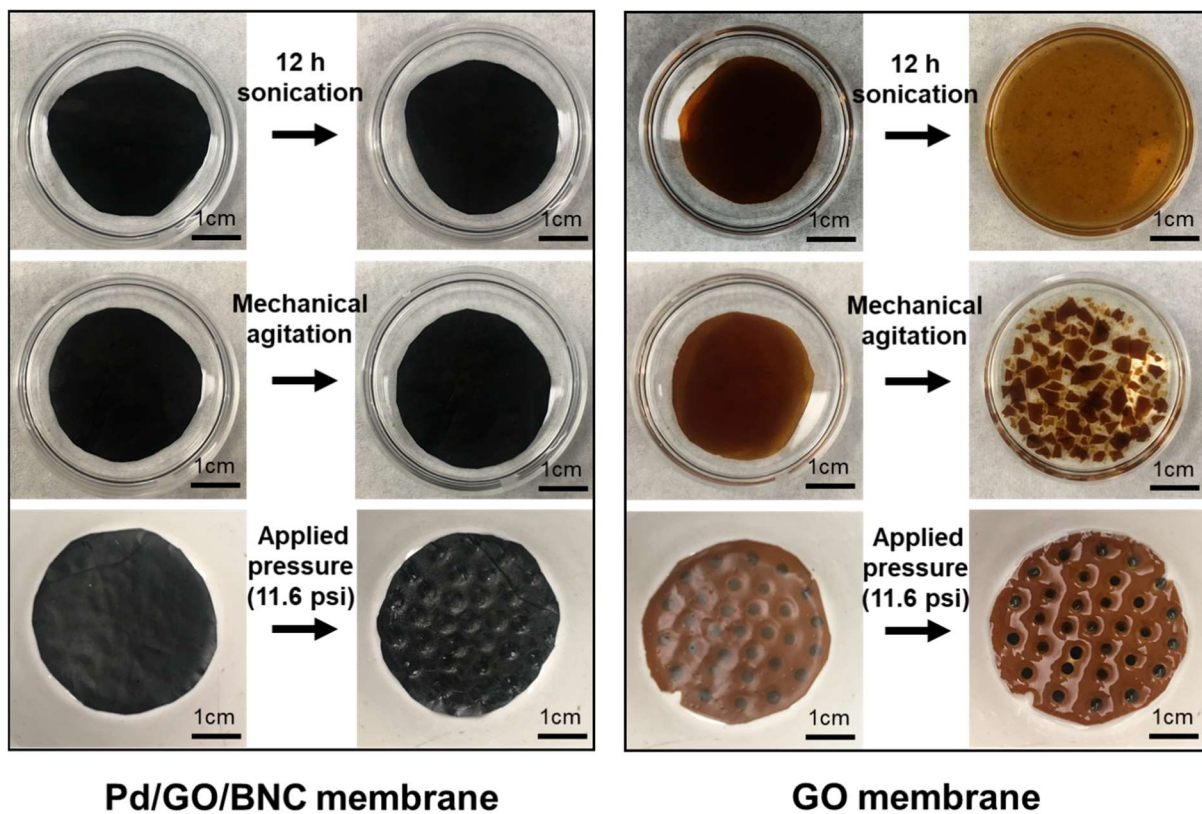 12 h
sonication
1cm
1cm
Mechanical
agitation
1cm
1cm
Applied
pressure
(11.6 psi)
1cm
1cm
Pd/GO/BNC membrane
12 h
sonication
1cm
1cm
Mechanical
agitation
1cm
1cm
Applied
pressure
(11.6 psi)
1cm
1cm
GO membrane